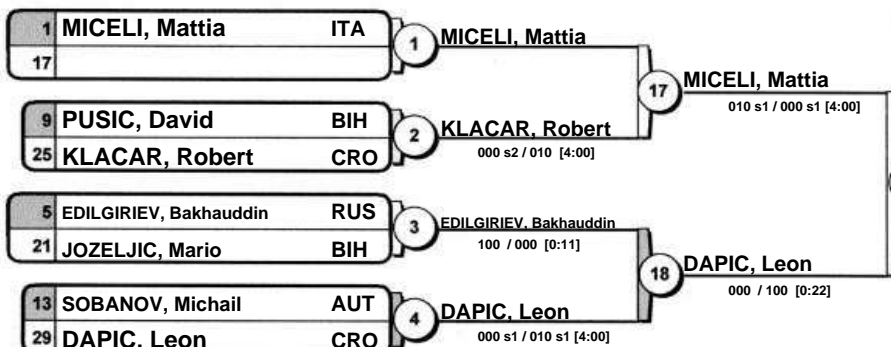 1 MICELI, Mattia ITA
17
1 MICELI, Mattia
9 PUSIC, David BIH
25 KLACAR, Robert CRO
2 KLACAR, Robert
000 s2 / 010 [4:00]
17 MICELI, Mattia
010 s1 / 000 s1 [4:00]
5 EDILGIRIEV, Bakhauddin RUS
21 JOZELJIC, Mario BIH
3 EDILGIRIEV, Bakhauddin
100 / 000 [0:11]
13 SOBANOV, Michail AUT
29 DAPIC, Leon CRO
4 DAPIC, Leon
000 s1 / 010 s1 [4:00]
18 DAPIC, Leon
000 / 100 [0:22]